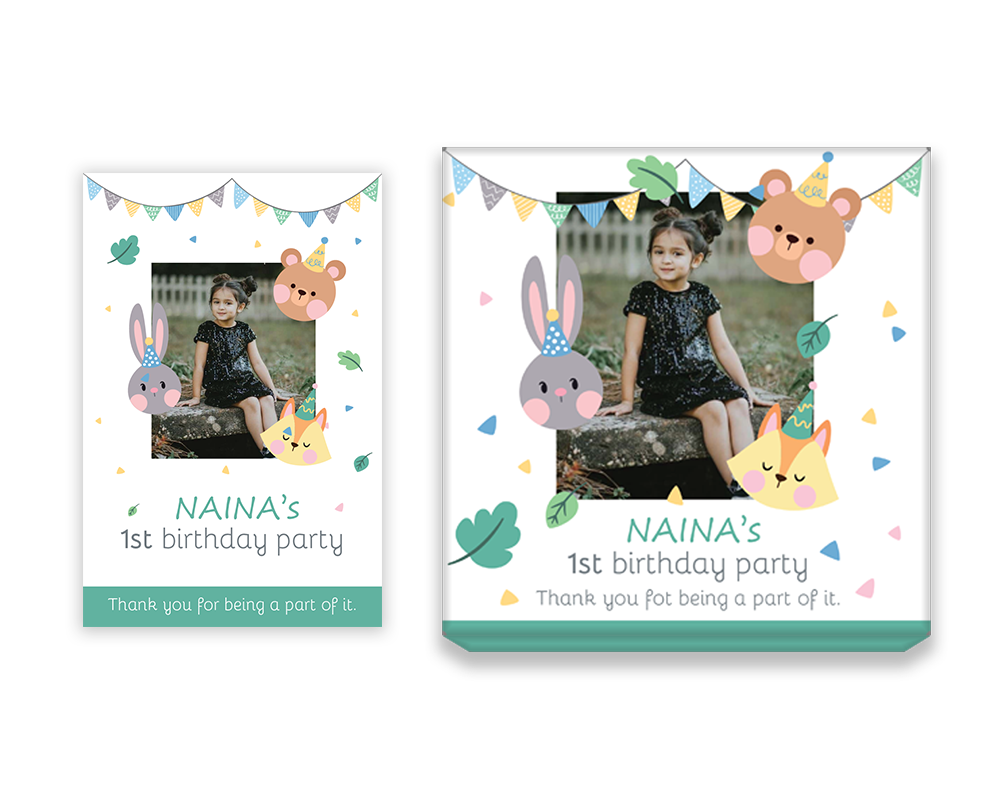 NAINA's
1st birthday party
Thank you for being a part of it.
NAINA's
1st birthday party
Thank you fot being a part of it.